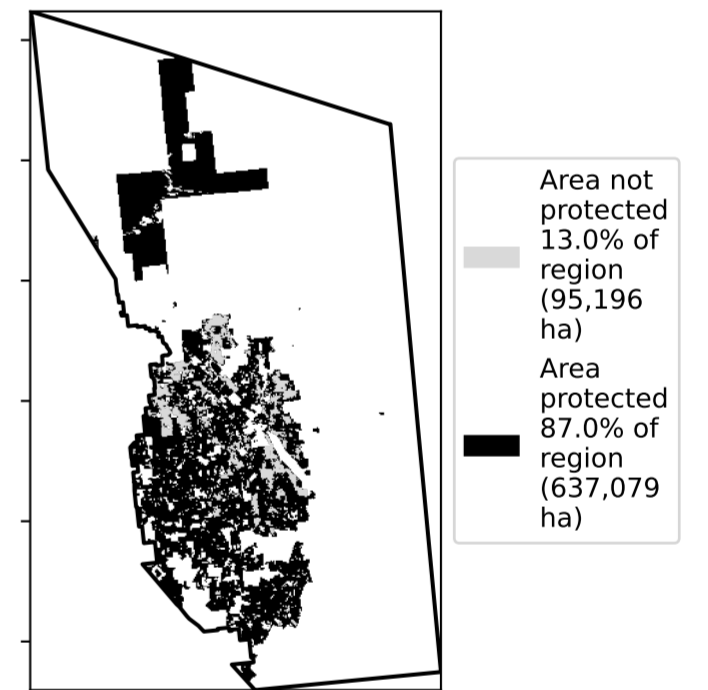 Area not
protected
13.0% of
region
(95,196
ha)
Area
protected
87.0% of
region
(637,079
ha)